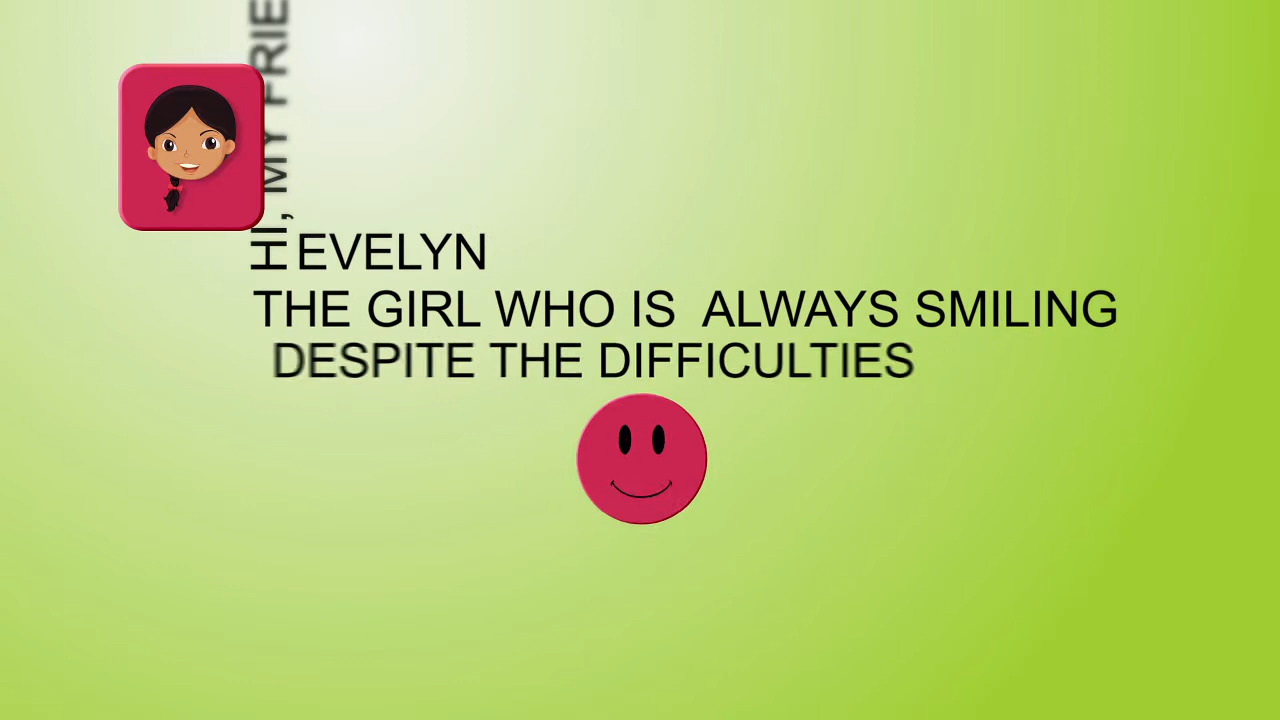 HI, MY FRIE
EVELYN
THE GIRL WHO IS  ALWAYS SMILING
DESPITE THE DIFFICULTIES